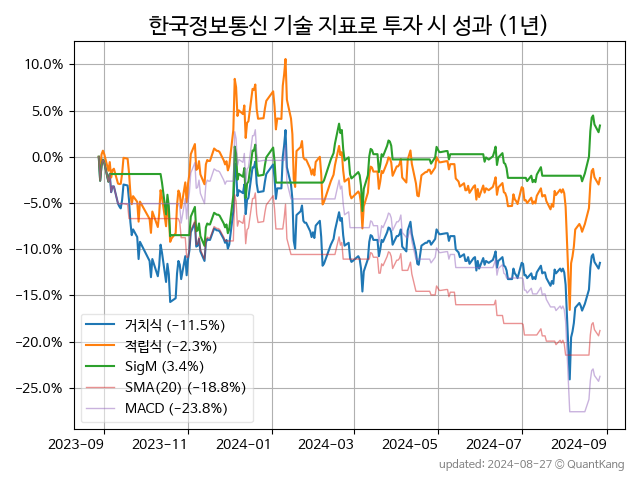 한국정보통신 기술 지표로 투자 시 성과 (1년)
10.0%
5.0%
0.0%
−5.0%
−10.0%
−15.0%
−20.0%
−25.0%
거치식 (−11.5%)
적립식 (−2.3%)
SigM (3.4%)
SMA(20) (−18.8%)
MACD (−23.8%)
2023-09 2023-11 2024-01 2024-03 2024-05 2024-07 2024-09
updated: 2024-08-27 © QuantKang